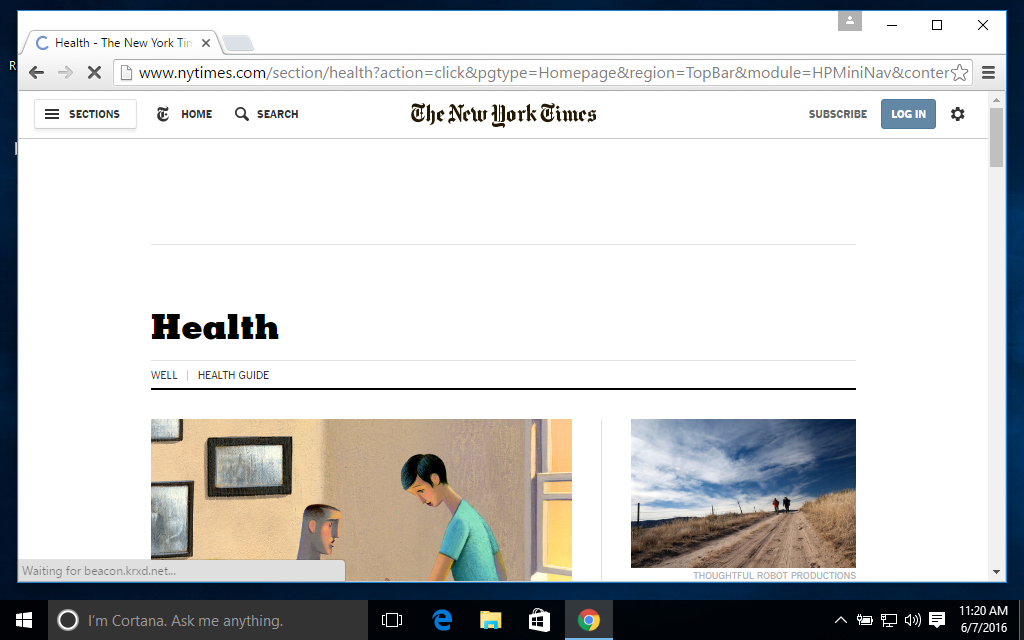 Health - The New York Tin
www.nytimes.com/section/health?action=click&pgtype=Homepage&region=TopBar&module=HPMiniNav&conter
SECTIONS
HOME
SEARCH
The New York Times
SUBSCRIBE
LOG IN
Health
WELL
HEALTH GUIDE
THOUGHTFUL ROBOT PRODUCTIONS
Waiting for beacon.krxd.net...
I'm Cortana. Ask me anything.
11:20 AM
6/7/2016